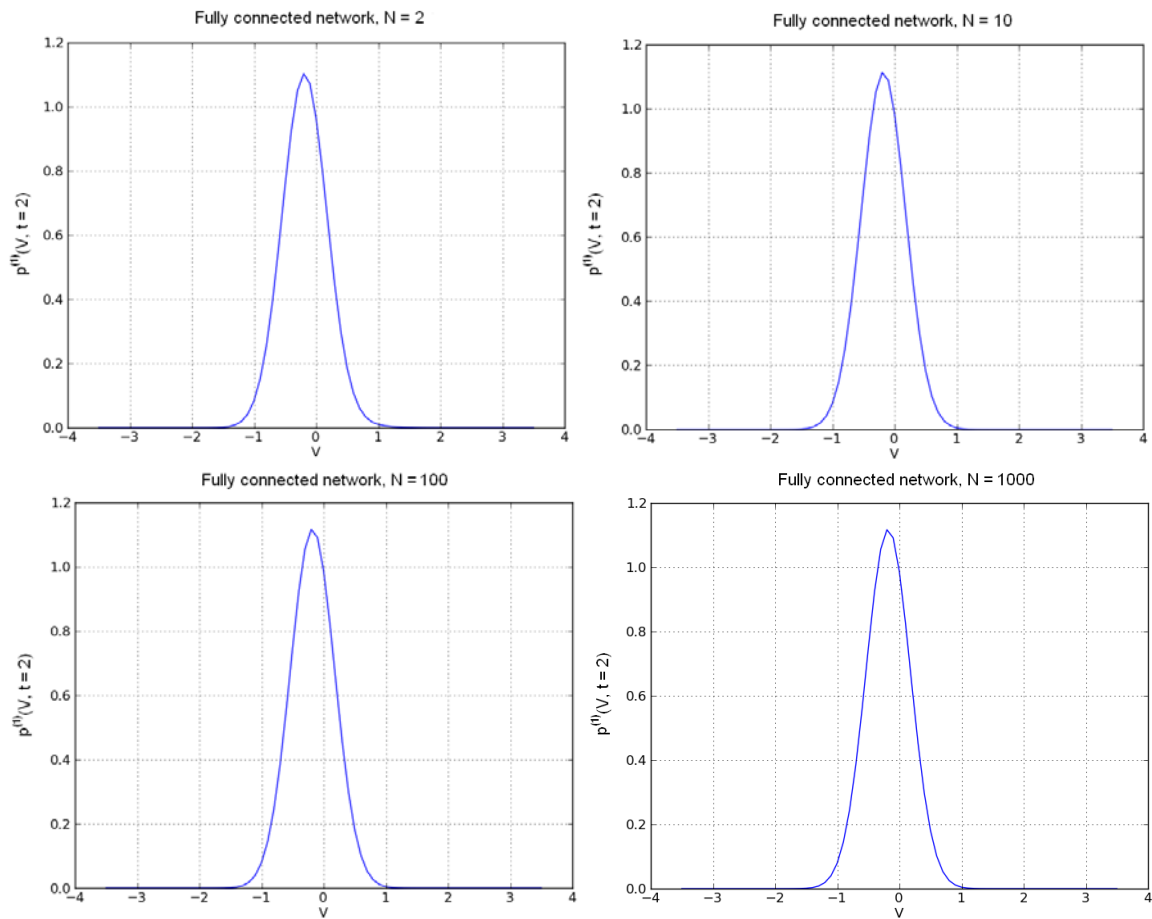 Fully connected network, N = 2
1.2
1.0
0.8
0.6
0.4
0.2
0.0
p⁽¹⁾(V, t = 2)
−4 −3 −2 −1 0 1 2 3 4
V
Fully connected network, N = 10
1.2
1.0
0.8
0.6
0.4
0.2
0.0
p⁽¹⁾(V, t = 2)
−4 −3 −2 −1 0 1 2 3 4
V
Fully connected network, N = 100
1.2
1.0
0.8
0.6
0.4
0.2
0.0
p⁽¹⁾(V, t = 2)
−4 −3 −2 −1 0 1 2 3 4
V
Fully connected network, N = 1000
1.2
1.0
0.8
0.6
0.4
0.2
0.0
p⁽¹⁾(V, t = 2)
−4 −3 −2 −1 0 1 2 3 4
V